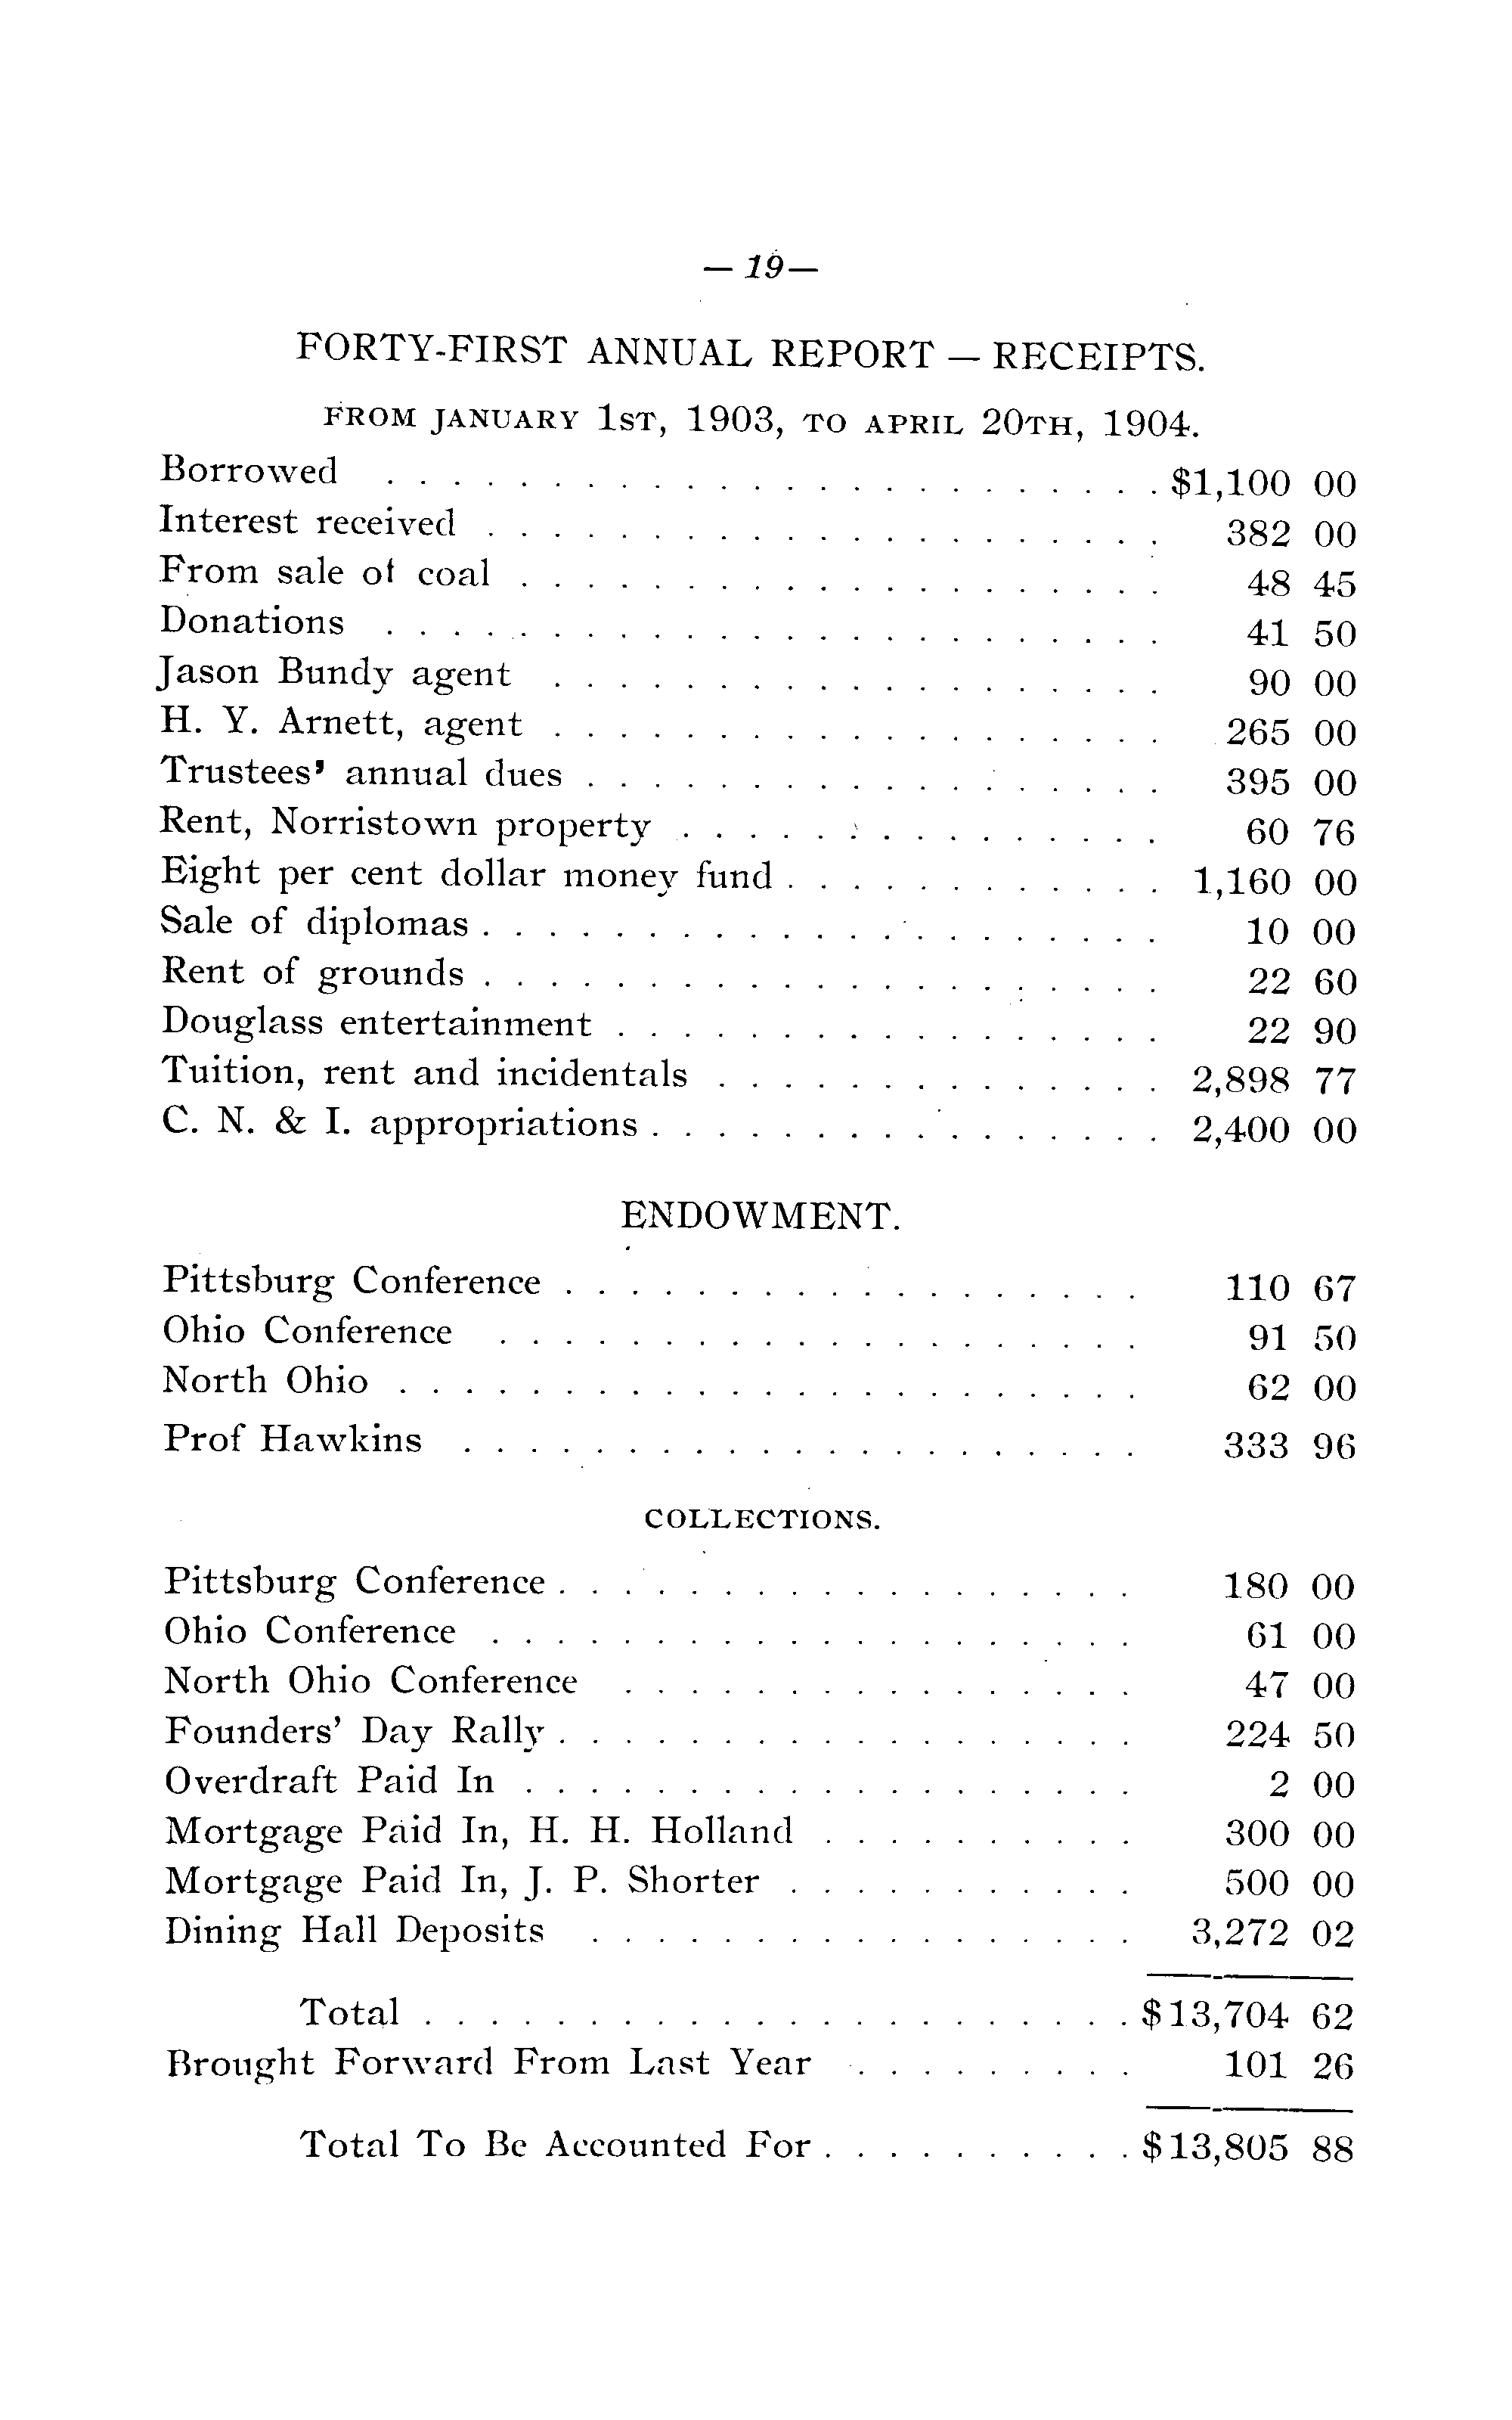 — 19 —
FORTY-FIRST ANNUAL REPORT — RECEIPTS.
FROM JANUARY 1ST, 1903, TO APRIL 20TH, 1904.
Borrowed . . . . . . . . . . . . . . . . . . . . . . . . $1,100 00
Interest received . . . . . . . . . . . . . . . . . . . . . 382 00
From sale of coal . . . . . . . . . . . . . . . . . . . . 48 45
Donations . . . . . . . . . . . . . . . . . . . . . . . . 41 50
Jason Bundy agent . . . . . . . . . . . . . . . . . . . 90 00
H. Y. Arnett, agent . . . . . . . . . . . . . . . . . . . 265 00
Trustees' annual dues . . . . . . . . . . . . . . . . . . 395 00
Rent, Norristown property . . . . . . . . . . . . . . . 60 76
Eight per cent dollar money fund . . . . . . . . . . . . 1,160 00
Sale of diplomas . . . . . . . . . . . . . . . . . . . . . 10 00
Rent of grounds . . . . . . . . . . . . . . . . . . . . . 22 60
Douglass entertainment . . . . . . . . . . . . . . . . . 22 90
Tuition, rent and incidentals . . . . . . . . . . . . . . 2,898 77
C. N. & I. appropriations . . . . . . . . . . . . . . . . 2,400 00
ENDOWMENT.
Pittsburg Conference . . . . . . . . . . . . . . . . . . 110 67
Ohio Conference . . . . . . . . . . . . . . . . . . . . 91 50
North Ohio . . . . . . . . . . . . . . . . . . . . . . . 62 00
Prof Hawkins . . . . . . . . . . . . . . . . . . . . . 333 96
COLLECTIONS.
Pittsburg Conference . . . . . . . . . . . . . . . . . . 180 00
Ohio Conference . . . . . . . . . . . . . . . . . . . . 61 00
North Ohio Conference . . . . . . . . . . . . . . . . 47 00
Founders' Day Rally . . . . . . . . . . . . . . . . . . 224 50
Overdraft Paid In . . . . . . . . . . . . . . . . . . . 2 00
Mortgage Paid In, H. H. Holland . . . . . . . . . . 300 00
Mortgage Paid In, J. P. Shorter . . . . . . . . . . . 500 00
Dining Hall Deposits . . . . . . . . . . . . . . . . . 3,272 02
Total . . . . . . . . . . . . . . . . . . . . . . $13,704 62
Brought Forward From Last Year . . . . . . . . . 101 26
Total To Be Accounted For . . . . . . . . . . $13,805 88